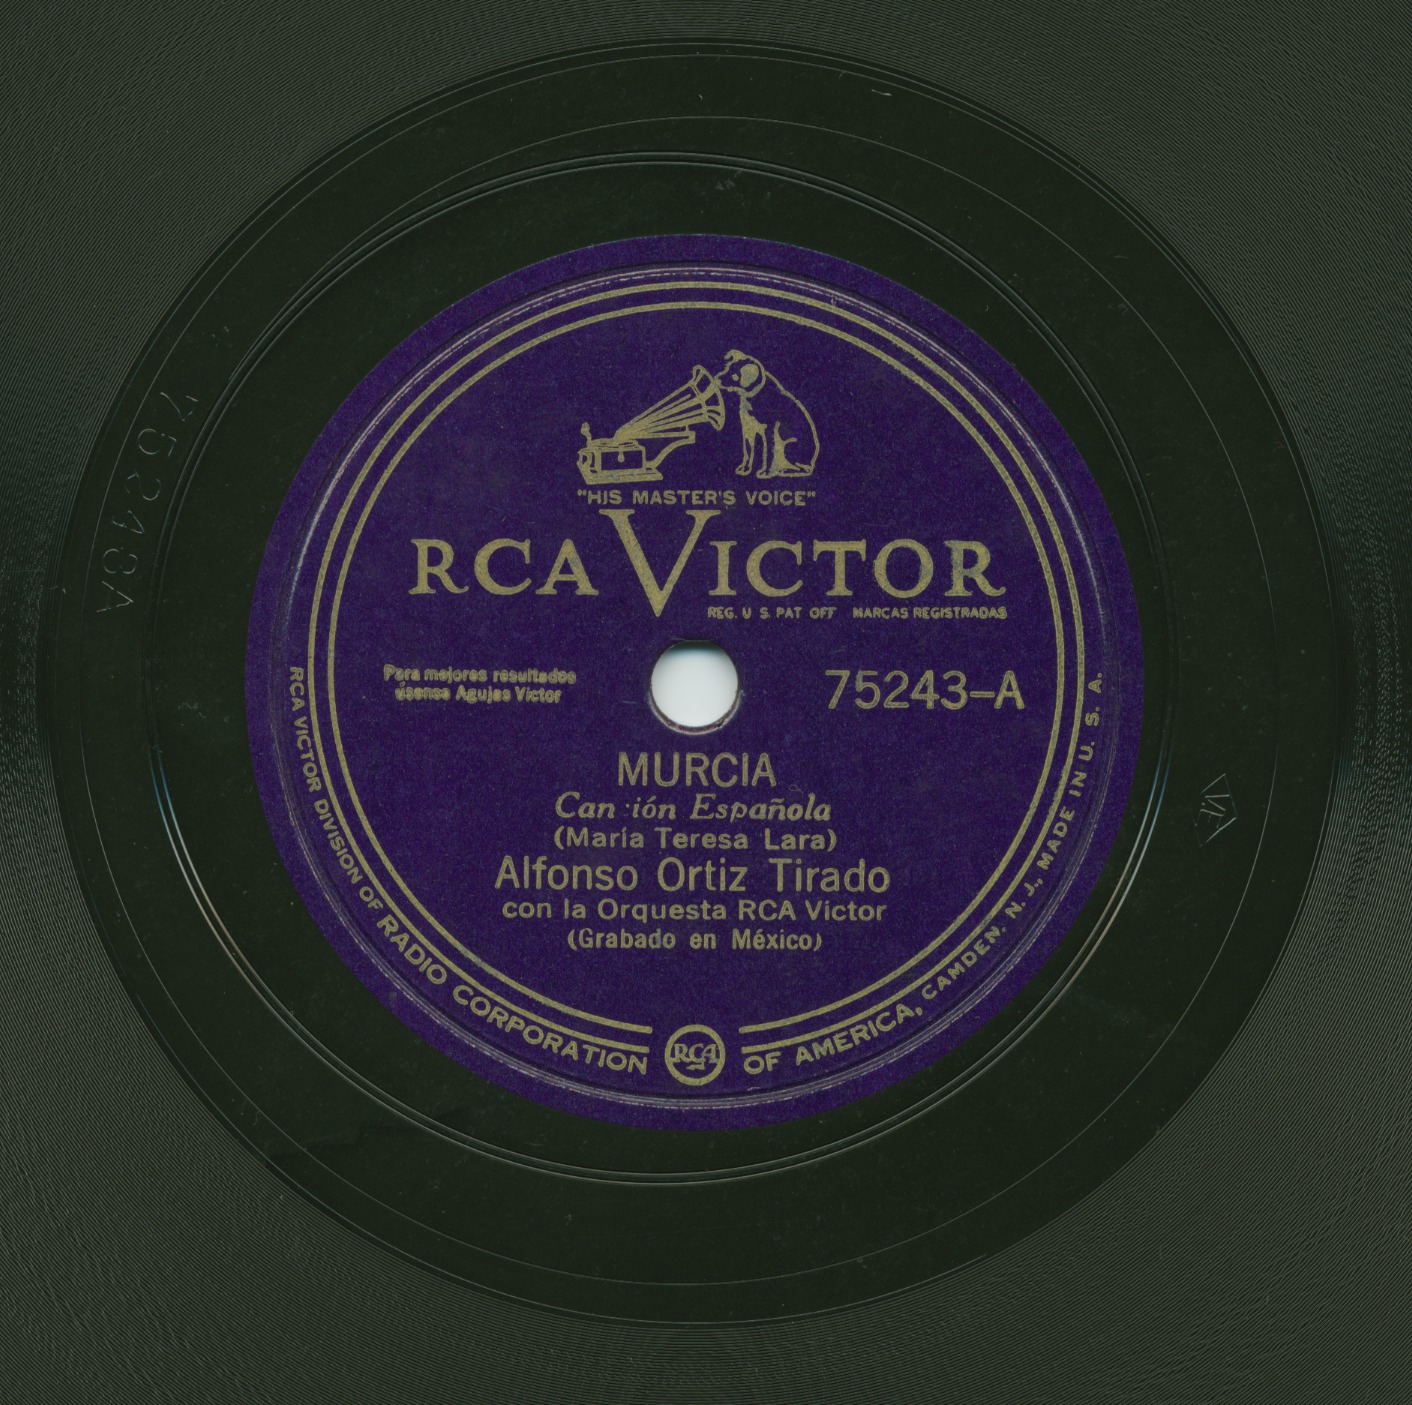 "HIS MASTER'S VOICE"
RCA VICTOR
REG. U S. PAT OFF MARCAS REGISTRADAS
Para mejores resultados
úsense Agujas Victor
75243–A
MURCIA
Can ión Española
(María Teresa Lara)
Alfonso Ortiz Tirado
con la Orquesta RCA Victor
(Grabado en México)
RCA VICTOR DIVISION OF RADIO CORPORATION OF AMERICA, CAMDEN, N. J., MADE IN U. S. A.
RCA
75243A
VE